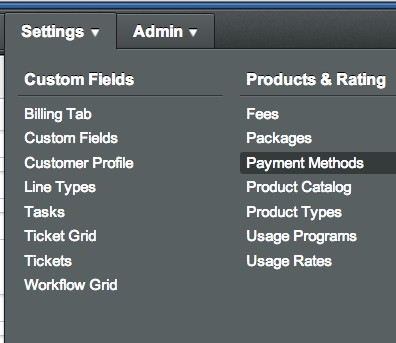 Settings ▾
Admin ▾
Custom Fields
Billing Tab
Custom Fields
Customer Profile
Line Types
Tasks
Ticket Grid
Tickets
Workflow Grid
Products & Rating
Fees
Packages
Payment Methods
Product Catalog
Product Types
Usage Programs
Usage Rates